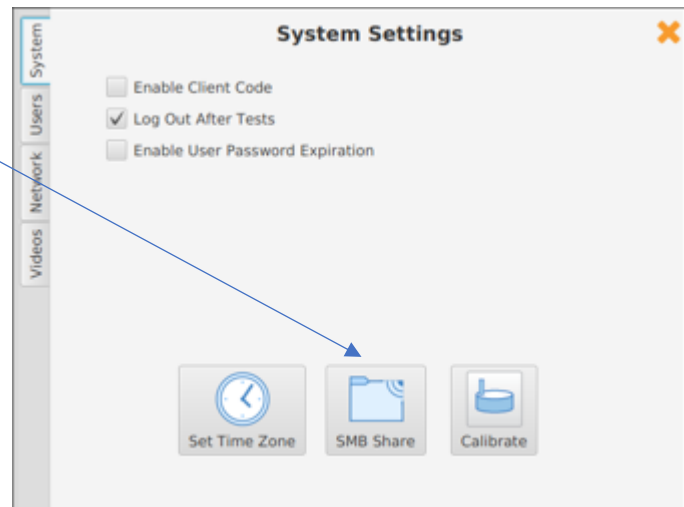 System Settings
System
Users
Network
Videos
Enable Client Code
Log Out After Tests
Enable User Password Expiration
Set Time Zone
SMB Share
Calibrate